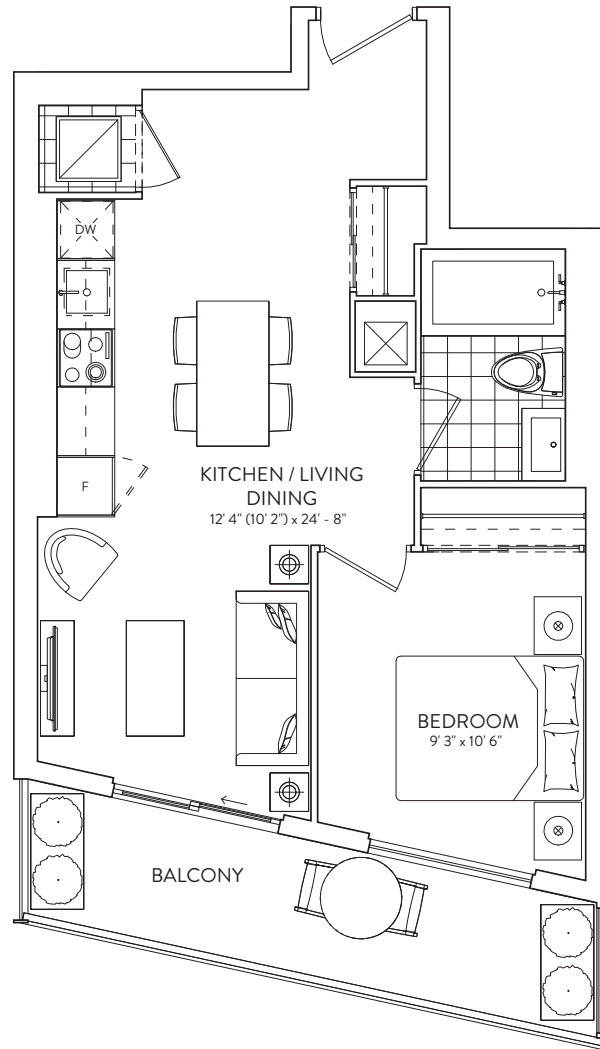 DW
F
KITCHEN / LIVING
DINING
12' 4" (10' 2") x 24' - 8"
BEDROOM
9' 3" x 10' 6"
BALCONY